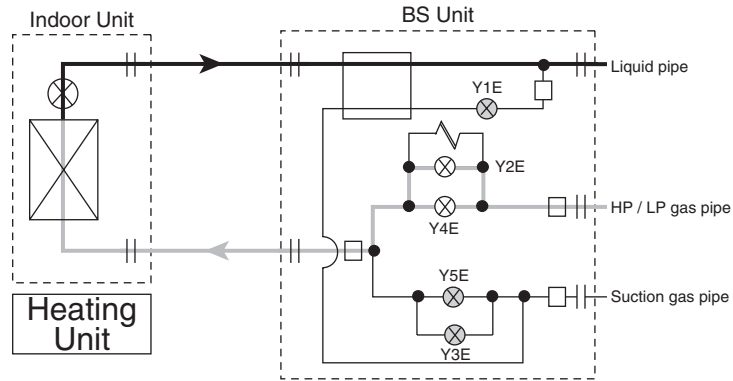 Indoor Unit
BS Unit
Liquid pipe
Y1E
Y2E
HP / LP gas pipe
Y4E
Y5E
Suction gas pipe
Y3E
Heating
Unit